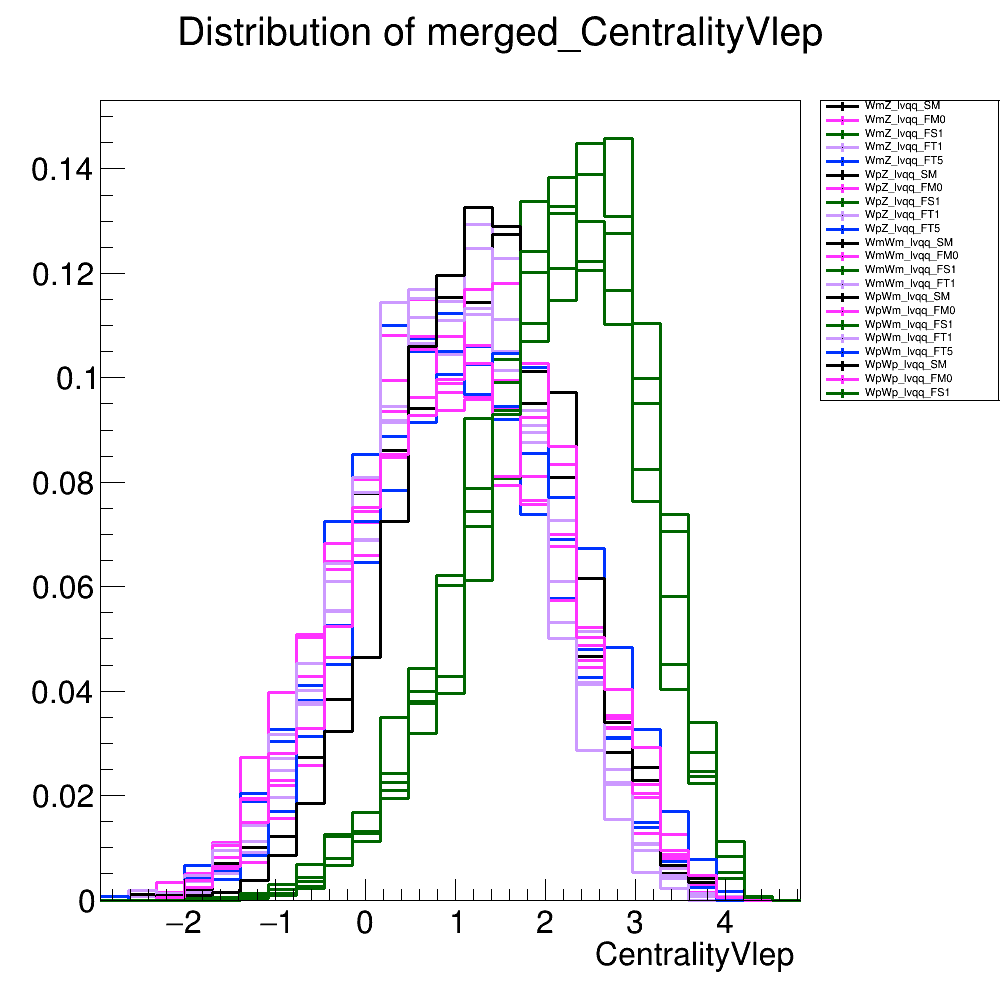 Distribution of merged_CentralityVlep
WmZ_lvqq_SM
WmZ_lvqq_FM0
WmZ_lvqq_FS1
WmZ_lvqq_FT1
WmZ_lvqq_FT5
WpZ_lvqq_SM
WpZ_lvqq_FM0
WpZ_lvqq_FS1
WpZ_lvqq_FT1
WpZ_lvqq_FT5
WmWm_lvqq_SM
WmWm_lvqq_FM0
WmWm_lvqq_FS1
WmWm_lvqq_FT1
WpWm_lvqq_SM
WpWm_lvqq_FM0
WpWm_lvqq_FS1
WpWm_lvqq_FT1
WpWm_lvqq_FT5
WpWp_lvqq_SM
WpWp_lvqq_FM0
WpWp_lvqq_FS1
0.14
0.12
0.1
0.08
0.06
0.04
0.02
0
−2 −1 0 1 2 3 4
CentralityVlep